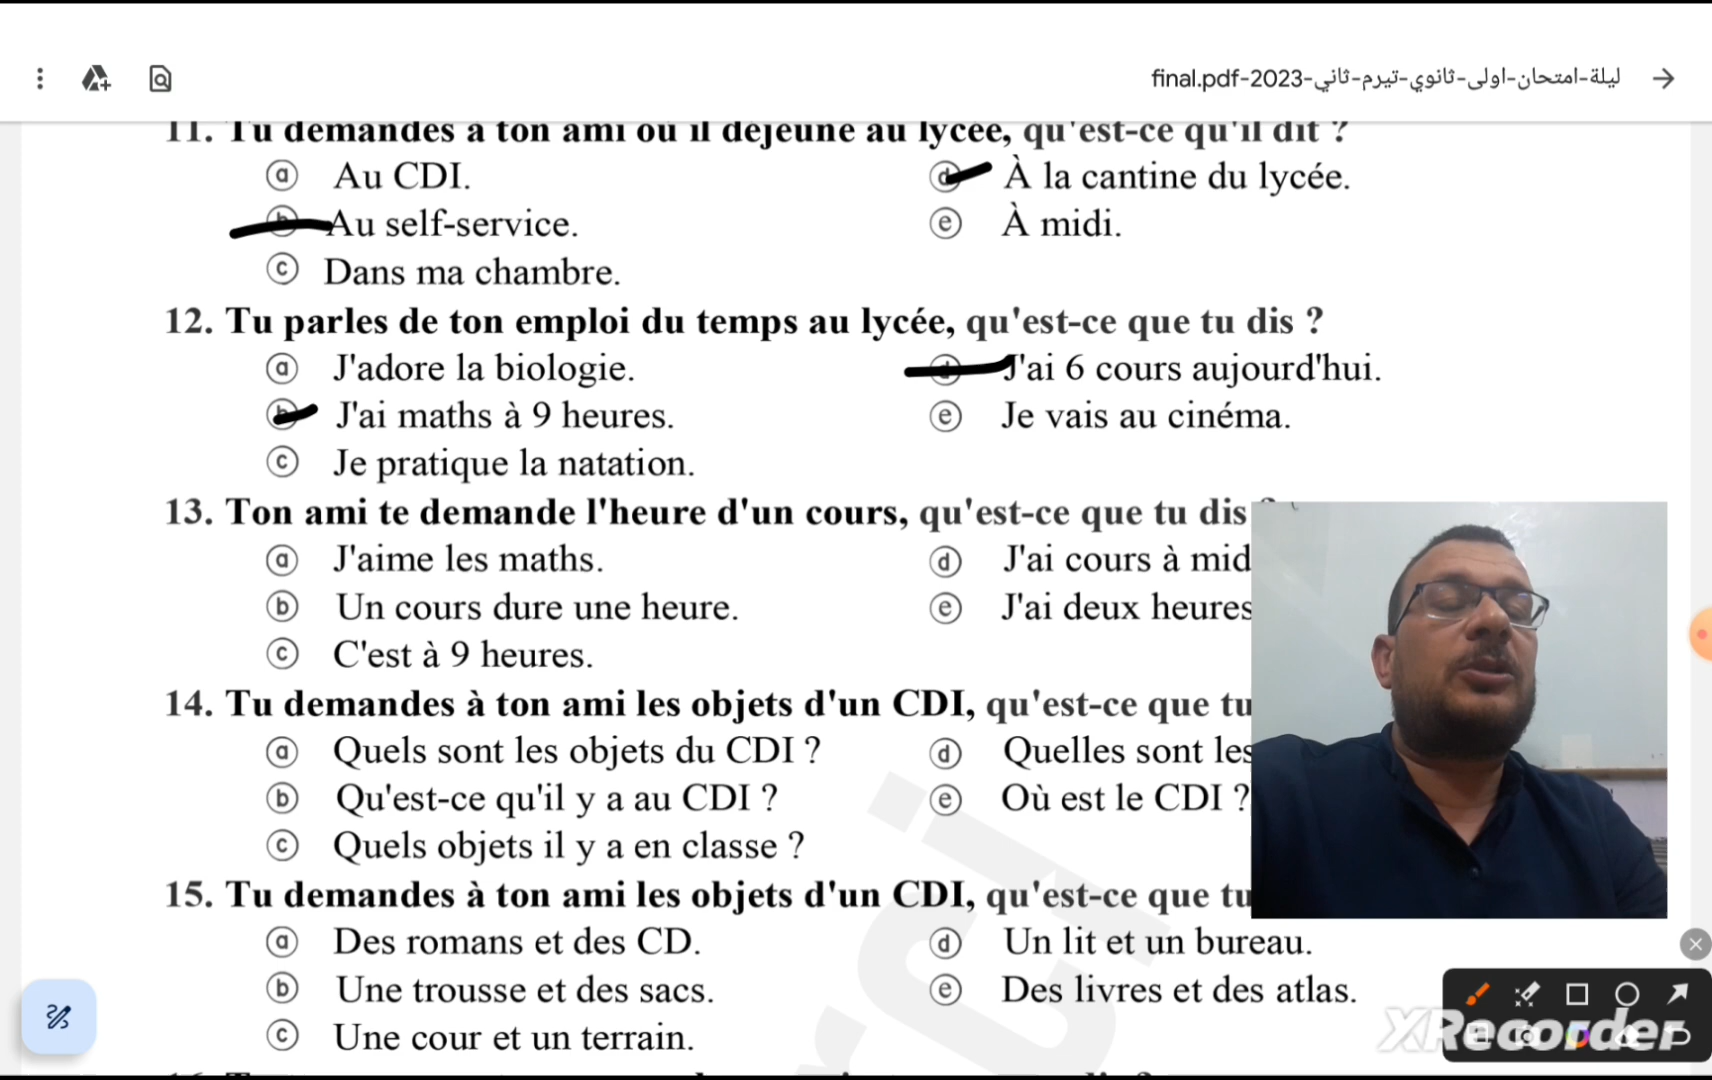 ليلة-امتحان-اولى-ثانوي-تيرم-ثاني-2023-final.pdf
11. Tu demandes à ton ami où il déjeune au lycée, qu'est-ce qu'il dit ?
ⓐ Au CDI.
ⓓ À la cantine du lycée.
ⓑ Au self-service.
ⓔ À midi.
ⓒ Dans ma chambre.
12. Tu parles de ton emploi du temps au lycée, qu'est-ce que tu dis ?
ⓐ J'adore la biologie.
J'ai 6 cours aujourd'hui.
ⓑ J'ai maths à 9 heures.
ⓔ Je vais au cinéma.
ⓒ Je pratique la natation.
13. Ton ami te demande l'heure d'un cours, qu'est-ce que tu dis ?
ⓐ J'aime les maths.
ⓓ J'ai cours à mid
ⓑ Un cours dure une heure.
ⓔ J'ai deux heures
ⓒ C'est à 9 heures.
14. Tu demandes à ton ami les objets d'un CDI, qu'est-ce que tu
ⓐ Quels sont les objets du CDI ?
ⓓ Quelles sont les
ⓑ Qu'est-ce qu'il y a au CDI ?
ⓔ Où est le CDI ?
ⓒ Quels objets il y a en classe ?
15. Tu demandes à ton ami les objets d'un CDI, qu'est-ce que tu
ⓐ Des romans et des CD.
ⓓ Un lit et un bureau.
ⓑ Une trousse et des sacs.
ⓔ Des livres et des atlas.
ⓒ Une cour et un terrain.
XRecorder